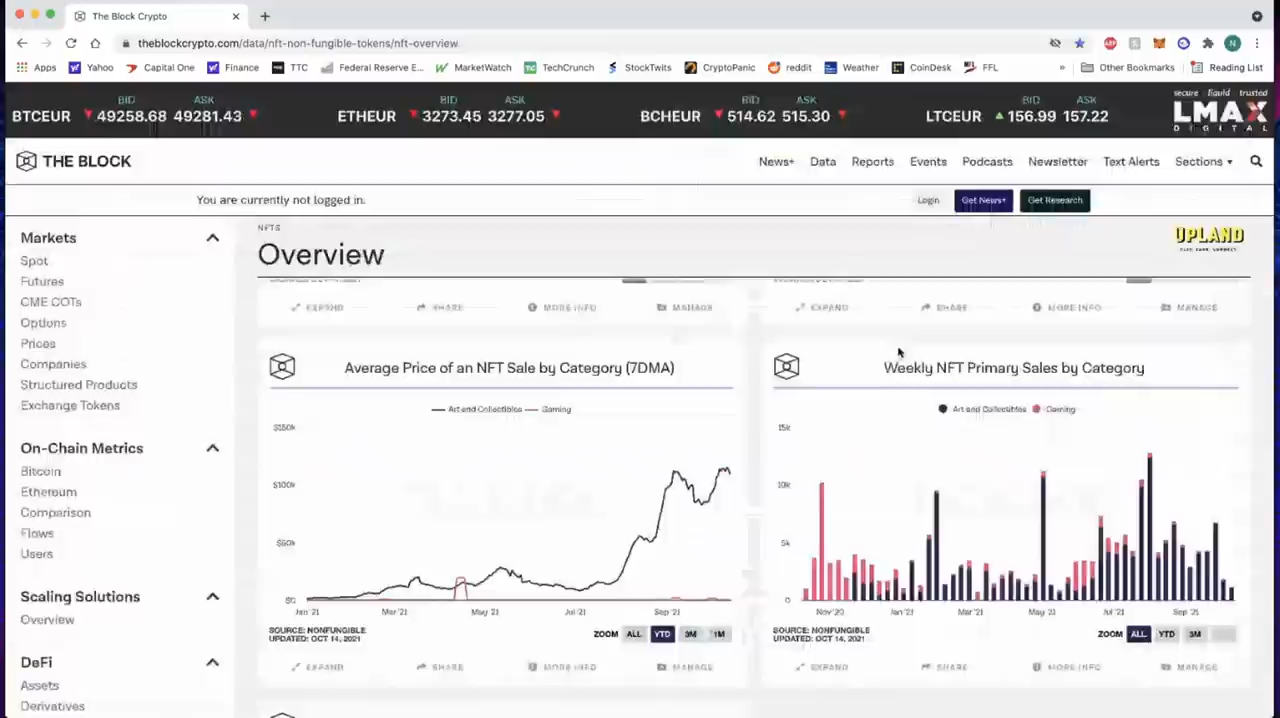 The Block Crypto
theblockcrypto.com/data/nft-non-fungible-tokens/nft-overview
Apps Yahoo Capital One Finance TTC Federal Reserve E... MarketWatch TechCrunch StockTwits CryptoPanic reddit Weather CoinDesk FFL » Other Bookmarks Reading List
BID ASK BID ASK BID ASK BID ASK secure liquid trusted
BTCEUR 49258.68 49281.43 ETHEUR 3273.45 3277.05 BCHEUR 514.62 515.30 LTCEUR 156.99 157.22 LMAX
DIGITAL
THE BLOCK News+ Data Reports Events Podcasts Newsletter Text Alerts Sections
You are currently not logged in. Login Get News+ Get Research
NFTS
Overview
UPLAND
Markets
Spot
Futures
CME COTs
Options
Prices
Companies
Structured Products
Exchange Tokens
On-Chain Metrics
Bitcoin
Ethereum
Comparison
Flows
Users
Scaling Solutions
Overview
DeFi
Assets
Derivatives
EXPAND SHARE MORE INFO MANAGE
EXPAND SHARE MORE INFO MANAGE
Average Price of an NFT Sale by Category (7DMA)
Art and Collectibles Gaming
$150k
$100k
$50k
$0
Jan '21 Mar '21 May '21 Jul '21 Sep '21
SOURCE: NONFUNGIBLE
UPDATED: OCT 14, 2021
ZOOM ALL YTD 3M 1M
EXPAND SHARE MORE INFO MANAGE
Weekly NFT Primary Sales by Category
Art and Collectibles Gaming
15k
10k
5k
0
Nov '20 Jan '21 Mar '21 May '21 Jul '21 Sep '21
SOURCE: NONFUNGIBLE
UPDATED: OCT 14, 2021
ZOOM ALL YTD 3M
EXPAND SHARE MORE INFO MANAGE